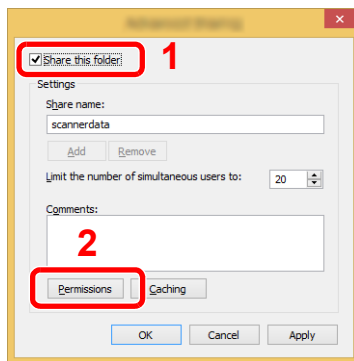 Share this folder 1
Settings
Share name:
scannerdata
Add Remove
Limit the number of simultaneous users to: 20
Comments:
2
Permissions Caching
OK Cancel Apply